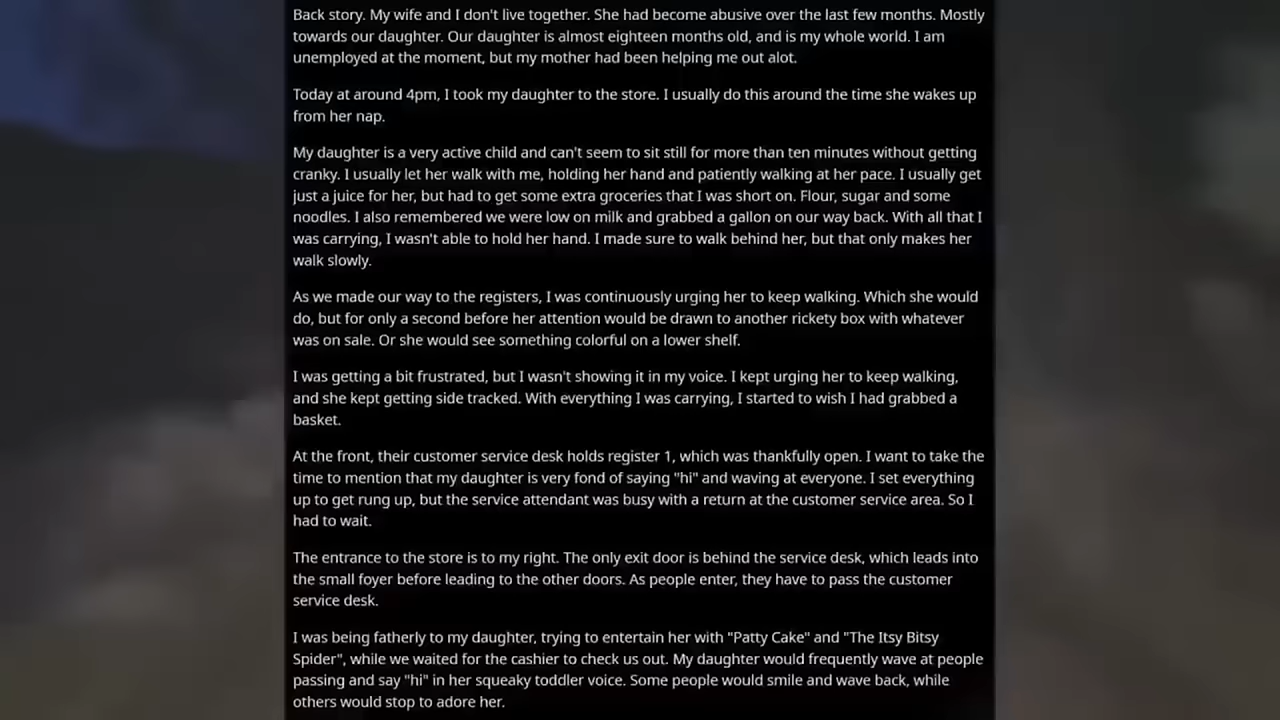 Back story. My wife and I don't live together. She had become abusive over the last few months. Mostly
towards our daughter. Our daughter is almost eighteen months old, and is my whole world. I am
unemployed at the moment, but my mother had been helping me out alot.
Today at around 4pm, I took my daughter to the store. I usually do this around the time she wakes up
from her nap.
My daughter is a very active child and can't seem to sit still for more than ten minutes without getting
cranky. I usually let her walk with me, holding her hand and patiently walking at her pace. I usually get
just a juice for her, but had to get some extra groceries that I was short on. Flour, sugar and some
noodles. I also remembered we were low on milk and grabbed a gallon on our way back. With all that I
was carrying, I wasn't able to hold her hand. I made sure to walk behind her, but that only makes her
walk slowly.
As we made our way to the registers, I was continuously urging her to keep walking. Which she would
do, but for only a second before her attention would be drawn to another rickety box with whatever
was on sale. Or she would see something colorful on a lower shelf.
I was getting a bit frustrated, but I wasn't showing it in my voice. I kept urging her to keep walking,
and she kept getting side tracked. With everything I was carrying, I started to wish I had grabbed a
basket.
At the front, their customer service desk holds register 1, which was thankfully open. I want to take the
time to mention that my daughter is very fond of saying "hi" and waving at everyone. I set everything
up to get rung up, but the service attendant was busy with a return at the customer service area. So I
had to wait.
The entrance to the store is to my right. The only exit door is behind the service desk, which leads into
the small foyer before leading to the other doors. As people enter, they have to pass the customer
service desk.
I was being fatherly to my daughter, trying to entertain her with "Patty Cake" and "The Itsy Bitsy
Spider", while we waited for the cashier to check us out. My daughter would frequently wave at people
passing and say "hi" in her squeaky toddler voice. Some people would smile and wave back, while
others would stop to adore her.